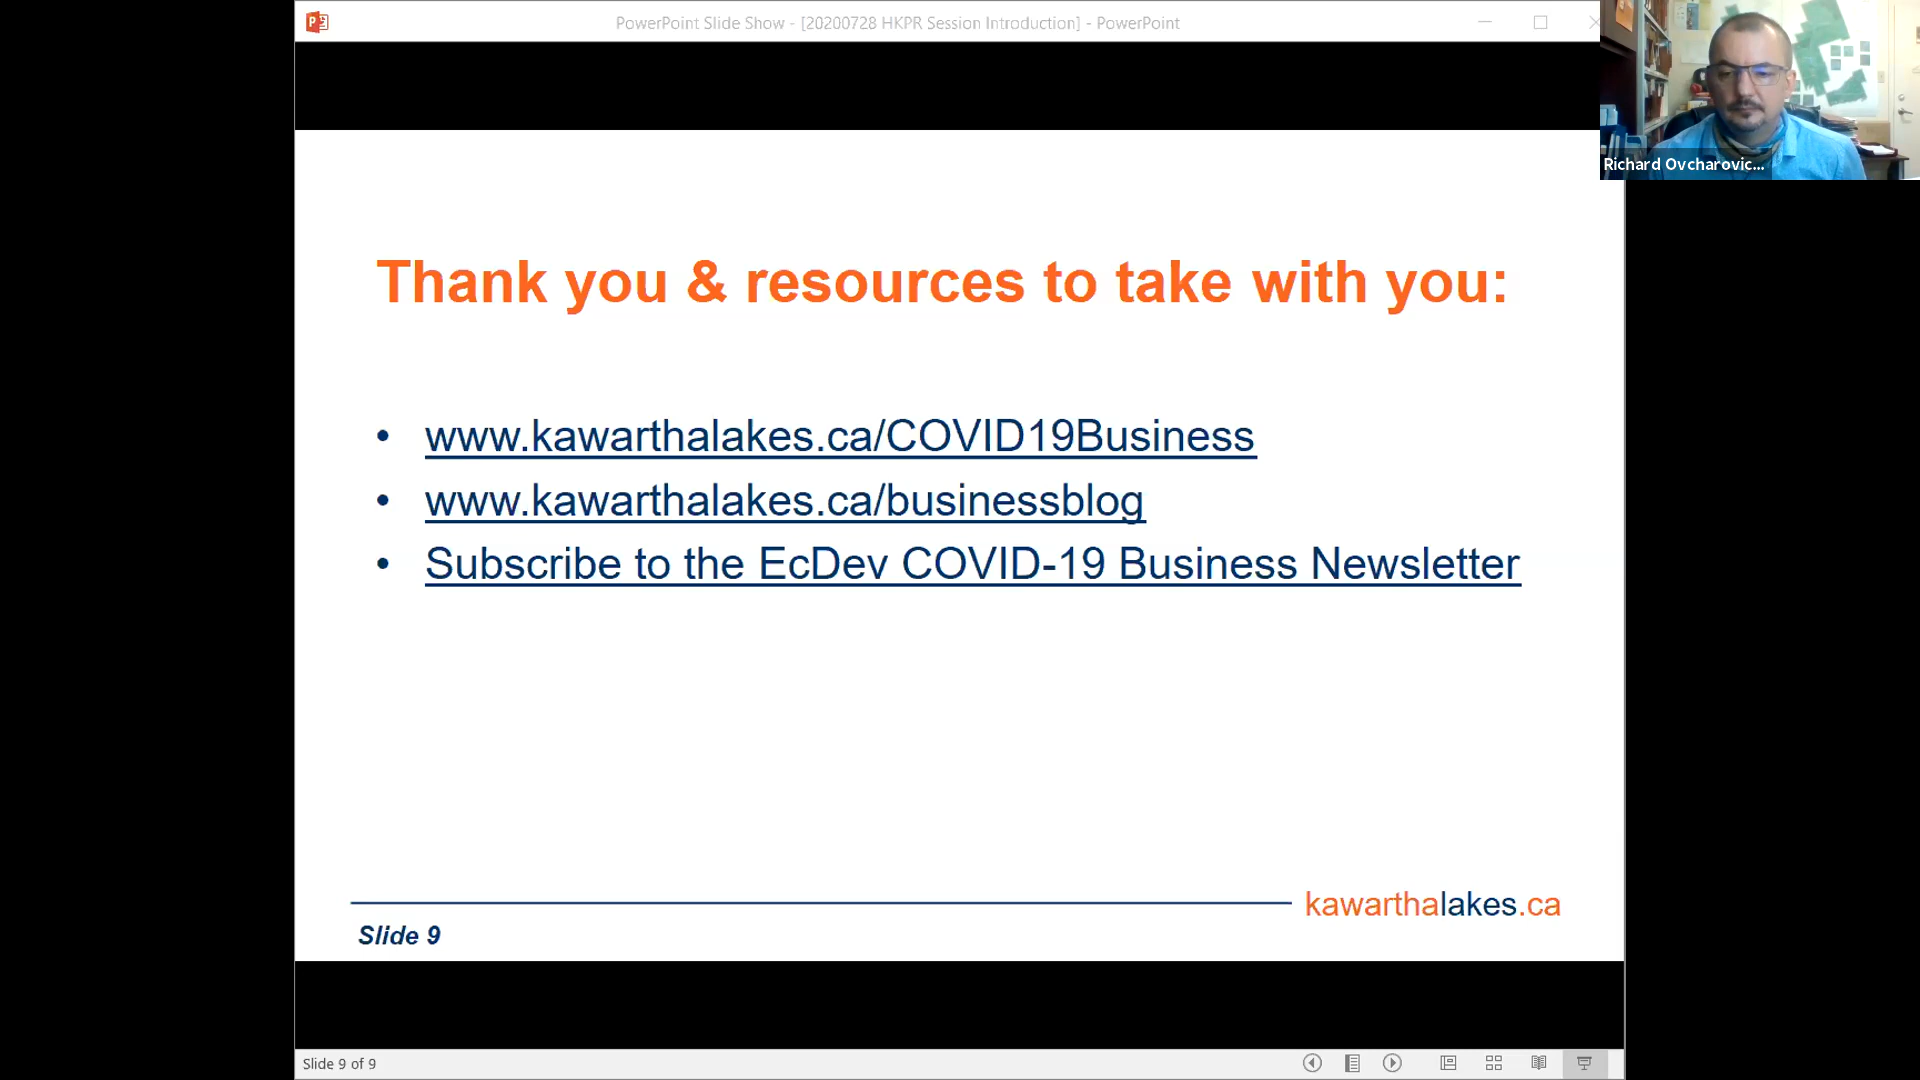 PowerPoint Slide Show - [20200728 HKPR Session Introduction] - PowerPoint
Richard Ovcharovic...
Thank you & resources to take with you:
• www.kawarthalakes.ca/COVID19Business
• www.kawarthalakes.ca/businessblog
• Subscribe to the EcDev COVID-19 Business Newsletter
kawarthalakes.ca
Slide 9
Slide 9 of 9